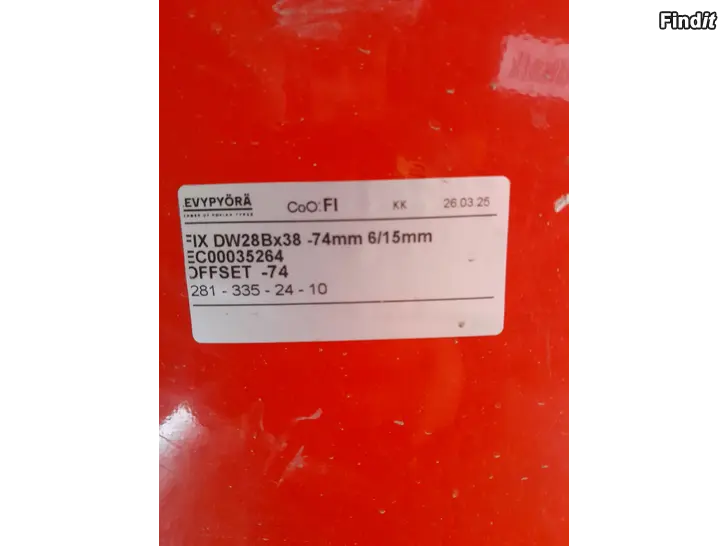 Findit
.EVYPYÖRÄ
CoO:FI
KK
26.03.25
FIX DW28Bx38 -74mm 6/15mm
EC00035264
OFFSET -74
281 - 335 - 24 - 10